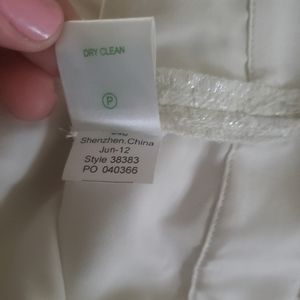 DRY CLEAN
P
Shenzhen,China
Jun-12
Style 38383
PO 040366